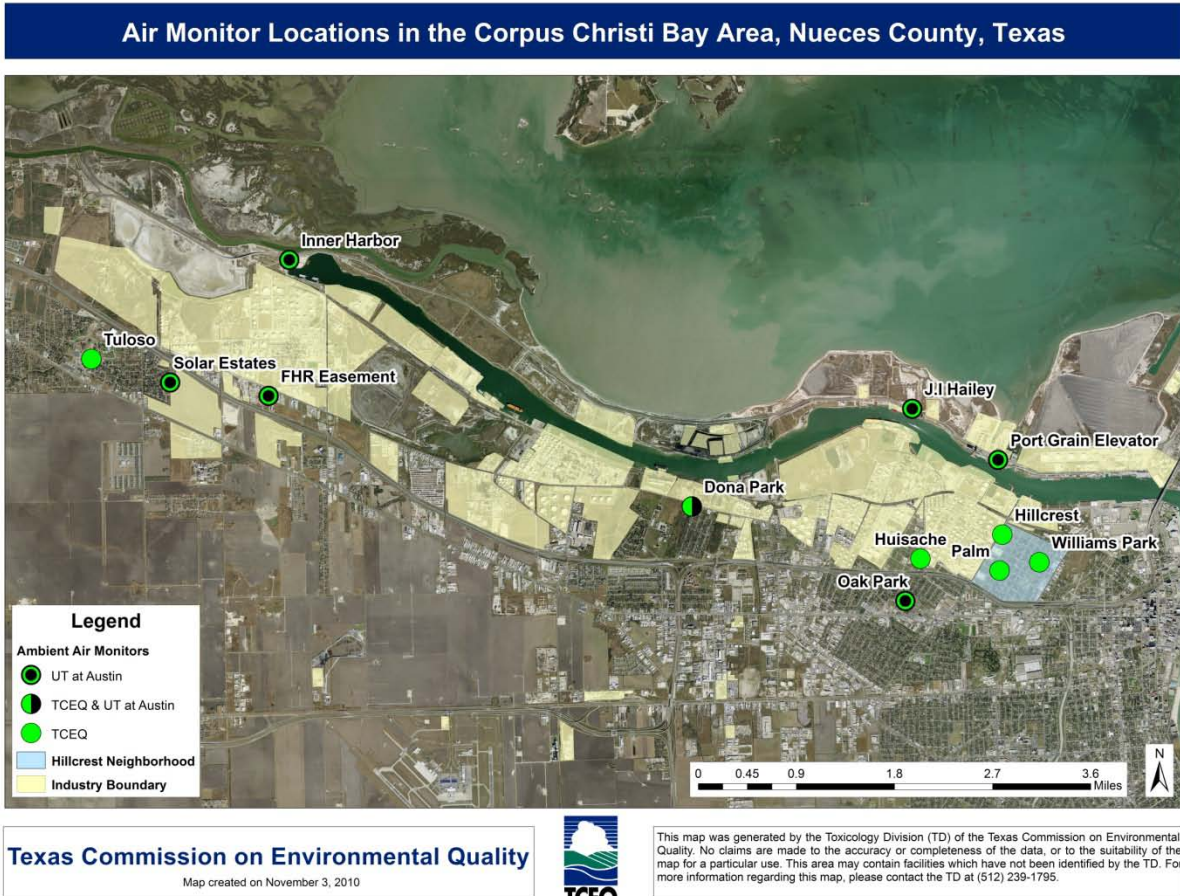 Air Monitor Locations in the Corpus Christi Bay Area, Nueces County, Texas
Inner Harbor
Tuloso
Solar Estates
FHR Easement
J.I Hailey
Port Grain Elevator
Dona Park
Hillcrest
Huisache
Palm
Williams Park
Oak Park
Legend
Ambient Air Monitors
UT at Austin
TCEQ & UT at Austin
TCEQ
Hillcrest Neighborhood
Industry Boundary
N
0 0.45 0.9 1.8 2.7 3.6
Miles
Texas Commission on Environmental Quality
Map created on November 3, 2010
TCEQ
This map was generated by the Toxicology Division (TD) of the Texas Commission on Environmental
Quality. No claims are made to the accuracy or completeness of the data, or to the suitability of the
map for a particular use. This area may contain facilities which have not been identified by the TD. For
more information regarding this map, please contact the TD at (512) 239-1795.